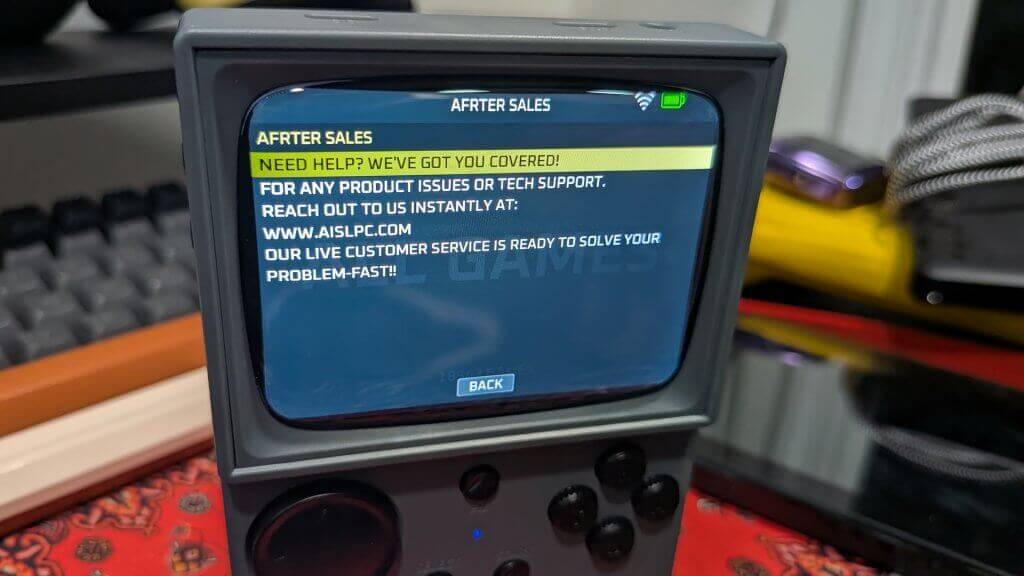 AFRTER SALES
AFRTER SALES
NEED HELP? WE'VE GOT YOU COVERED!
FOR ANY PRODUCT ISSUES OR TECH SUPPORT.
REACH OUT TO US INSTANTLY AT:
WWW.AISLPC.COM
OUR LIVE CUSTOMER SERVICE IS READY TO SOLVE YOUR
PROBLEM-FAST!!
ALL GAMES
BACK